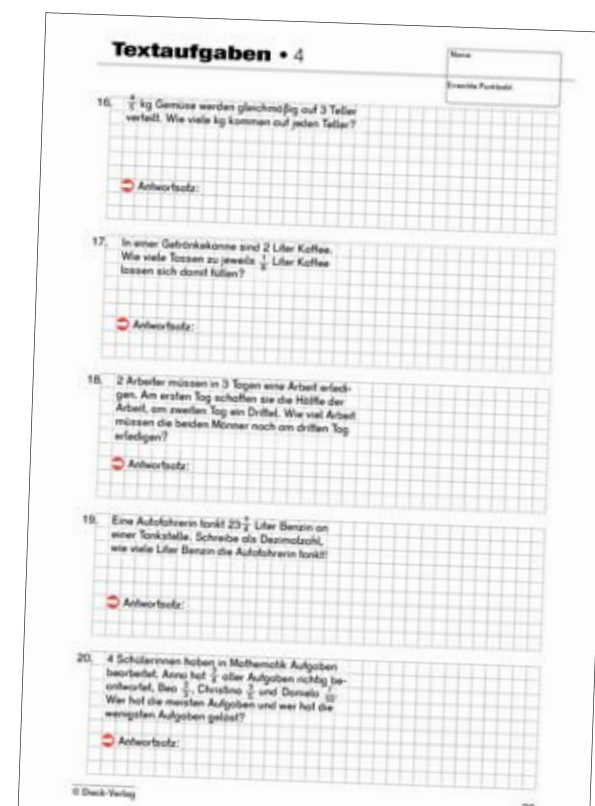 Textaufgaben • 4
Name:
Erreichte Punktzahl:
16. kg Gemüse werden gleichmäßig auf 3 Teller
verteilt. Wie viele kg kommen auf jeden Teller?
Antwortsatz:
17. In einer Getränkekanne sind 2 Liter Kaffee.
Wie viele Tassen zu jeweils Liter Kaffee
lassen sich damit füllen?
Antwortsatz:
18. 2 Arbeiter müssen in 3 Tagen eine Arbeit erledi-
gen. Am ersten Tag schaffen sie die Hälfte der
Arbeit, am zweiten Tag ein Drittel. Wie viel Arbeit
müssen die beiden Männer noch am dritten Tag
erledigen?
Antwortsatz:
19. Eine Autofahrerin tankt 23 Liter Benzin an
einer Tankstelle. Schreibe als Dezimalzahl,
wie viele Liter Benzin die Autofahrerin tankt!
Antwortsatz:
20. 4 Schülerinnen haben in Mathematik Aufgaben
bearbeitet. Anna hat aller Aufgaben richtig be-
antwortet, Bea , Christina und Daniela
Wer hat die meisten Aufgaben und wer hat die
wenigsten Aufgaben gelöst?
Antwortsatz:
© Dieck-Verlag